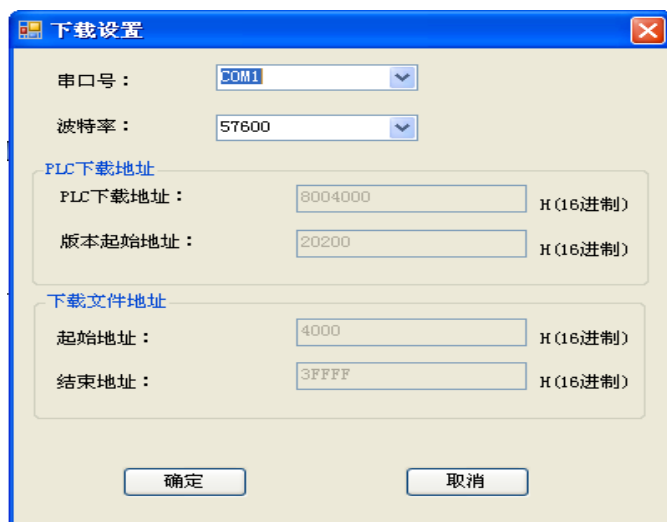 下载设置
串口号： COM1
波特率： 57600
PLC下载地址
PLC下载地址： 8004000 H(16进制)
版本起始地址： 20200 H(16进制)
下载文件地址
起始地址： 4000 H(16进制)
结束地址： 3FFFF H(16进制)
确定 取消